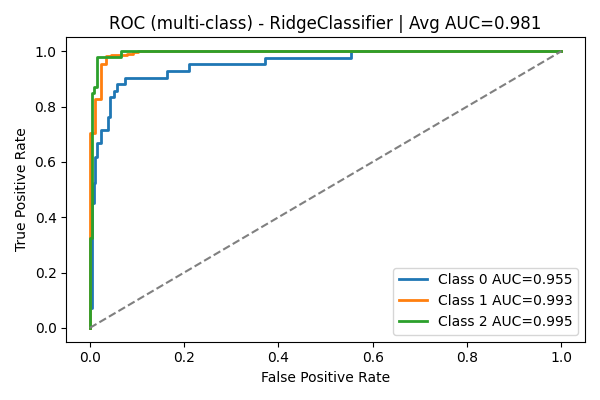 ROC (multi-class) - RidgeClassifier | Avg AUC=0.981
True Positive Rate
1.0
0.8
0.6
0.4
0.2
0.0
Class 0 AUC=0.955
Class 1 AUC=0.993
Class 2 AUC=0.995
0.0 0.2 0.4 0.6 0.8 1.0
False Positive Rate